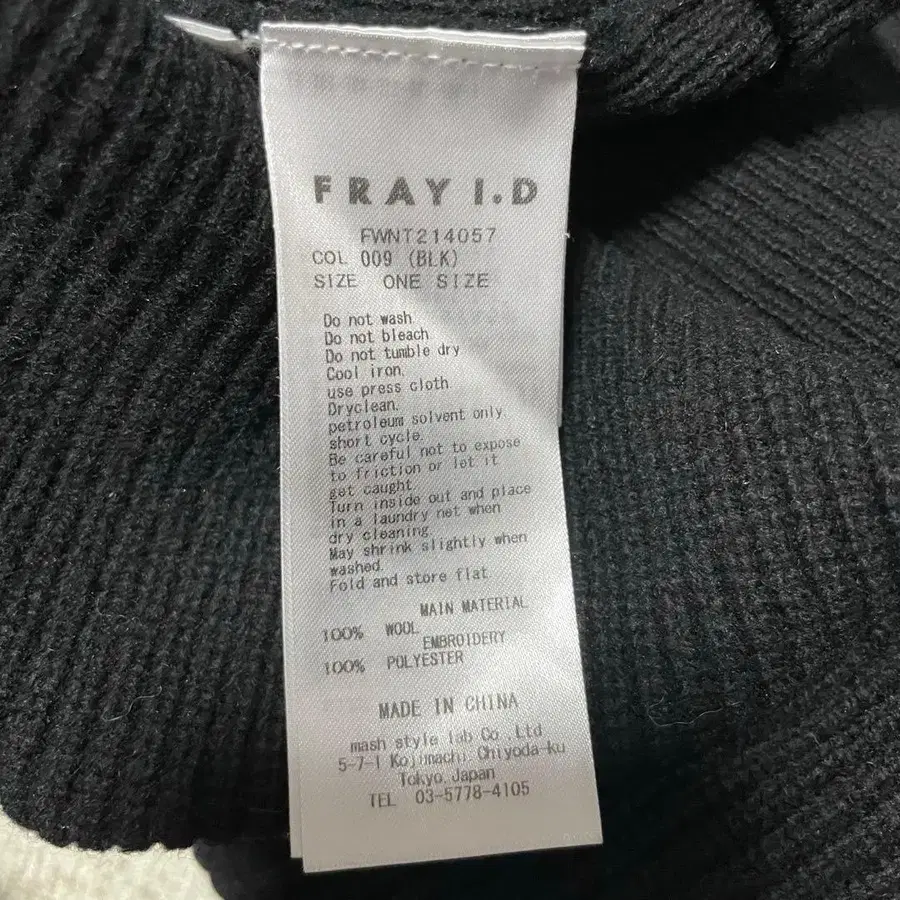 FRAY I.D
FWNT214057
COL 009 (BLK)
SIZE ONE SIZE
Do not wash
Do not bleach
Do not tumble dry
Cool iron.
use press cloth
Dryclean.
petroleum solvent only.
short cycle.
Be careful not to expose
to friction or let it
get caught.
Turn inside out and place
in a laundry net when
dry cleaning.
May shrink slightly when
washed.
Fold and store flat.
MAIN MATERIAL
100% WOOL
EMBROIDERY
100% POLYESTER
MADE IN CHINA
mash style lab Co.,Ltd
5-7-1 Kojimachi, Chiyoda-ku
Tokyo,Japan
TEL 03-5778-4105